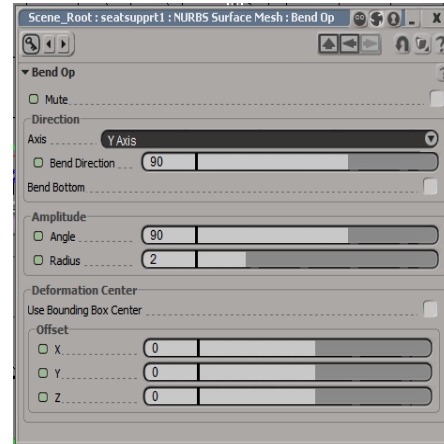 Scene_Root : seatsupprt1 : NURBS Surface Mesh : Bend Op
Bend Op
Mute
Direction
Axis Y Axis
Bend Direction 90
Bend Bottom
Amplitude
Angle 90
Radius 2
Deformation Center
Use Bounding Box Center
Offset
X 0
Y 0
Z 0